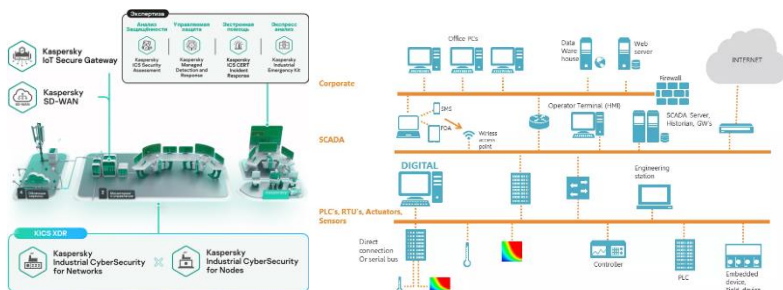 Экспертиза
Анализ
Защищённости
Управляемая
защита
Экстренная
помощь
Экспресс
анализ
Kaspersky
ICS Security
Assessment
Kaspersky
Managed
Detection and
Response
Kaspersky
ICS CERT
Incident
Response
Kaspersky
Industrial
Emergency Kit
Kaspersky
IoT Secure Gateway
Kaspersky
SD-WAN
SD-WAN
KICS XDR
Kaspersky
Industrial CyberSecurity
for Networks
Kaspersky
Industrial CyberSecurity
for Nodes
Office PCs
Data
Ware
house
Web
server
INTERNET
Firewall
Corporate
SMS
PDA
Wirless
access
point
Operator Terminal (HMI)
SCADA Server,
Historian, GW's
SCADA
DIGITAL
Engineering
station
PLC's, RTU's, Actuators,
Sensors
Direct
connection
Or serial bus
Controller
PLC
Embedded
device,